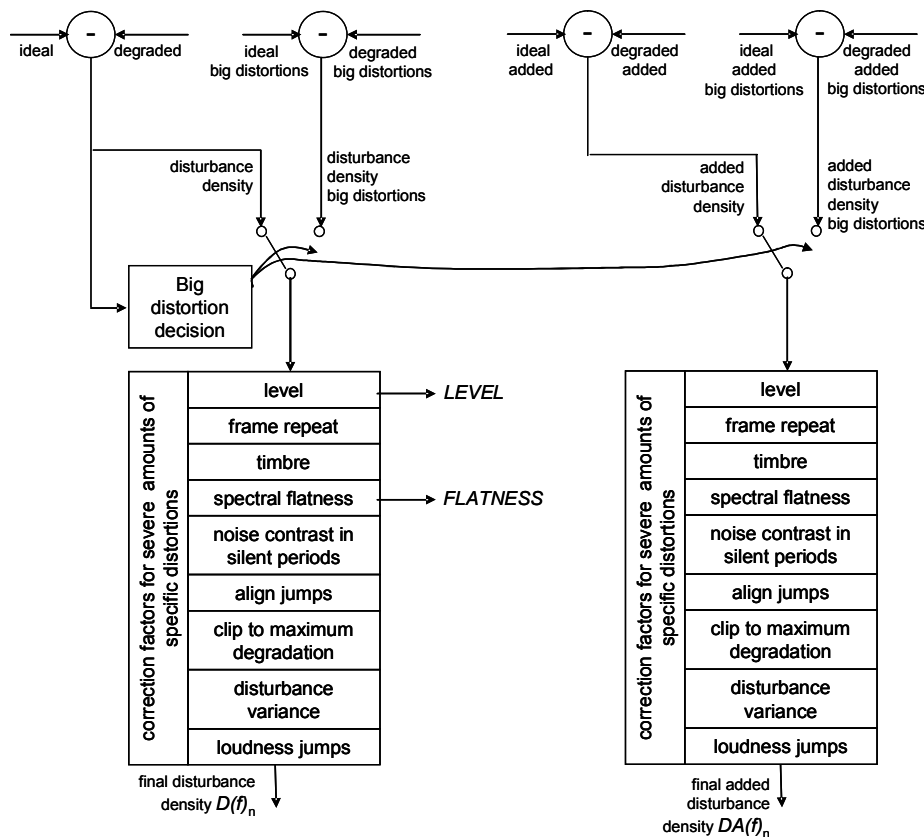 -
ideal
degraded
-
ideal
big distortions
degraded
big distortions
-
ideal
added
degraded
added
-
ideal
added
big distortions
degraded
added
big distortions
disturbance
density
disturbance
density
big distortions
added
disturbance
density
added
disturbance
density
big distortions
Big
distortion
decision
correction factors for severe amounts of
specific distortions
level
LEVEL
frame repeat
timbre
spectral flatness
FLATNESS
noise contrast in
silent periods
align jumps
clip to maximum
degradation
disturbance
variance
loudness jumps
final disturbance
density D(f)n
correction factors for severe amounts of
specific distortions
level
frame repeat
timbre
spectral flatness
noise contrast in
silent periods
align jumps
clip to maximum
degradation
disturbance
variance
loudness jumps
final added
disturbance
density DA(f)n